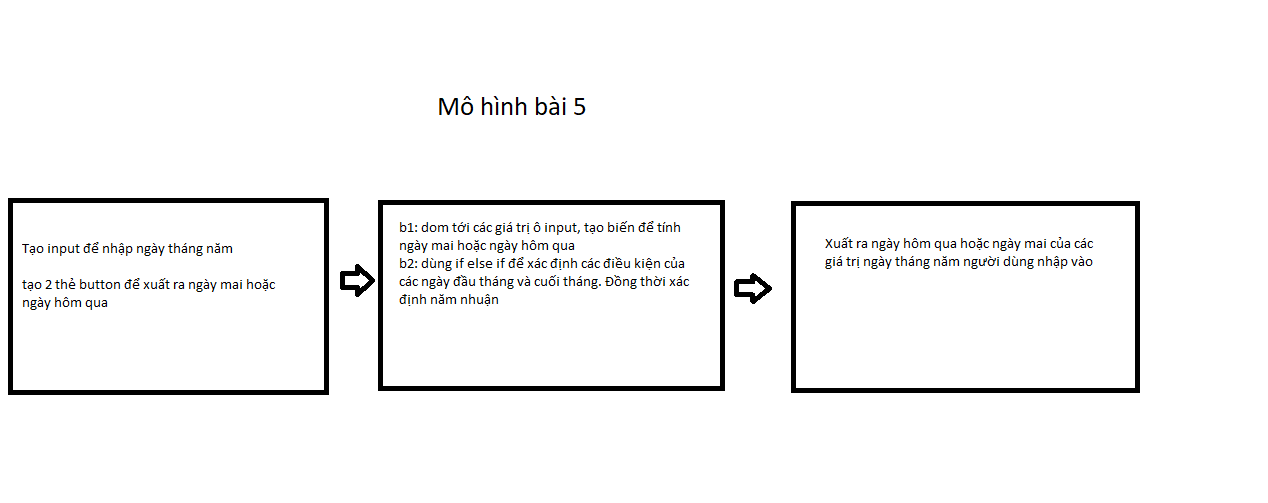 Mô hình bài 5
Tạo input để nhập ngày tháng năm
tạo 2 thẻ button để xuất ra ngày mai hoặc
ngày hôm qua
b1: dom tới các giá trị ô input, tạo biến để tính
ngày mai hoặc ngày hôm qua
b2: dùng if else if để xác định các điều kiện của
các ngày đầu tháng và cuối tháng. Đồng thời xác
định năm nhuận
Xuất ra ngày hôm qua hoặc ngày mai của các
giá trị ngày tháng năm người dùng nhập vào